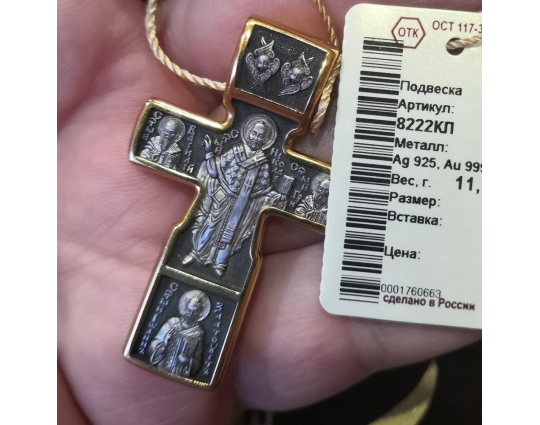 ОТК
ОСТ 117-3
Подвеска
Артикул:
8222КЛ
Металл:
Ag 925, Au 999
Вес, г. 11,
Размер:
Вставка:
Цена:
0001760663
сделано в России